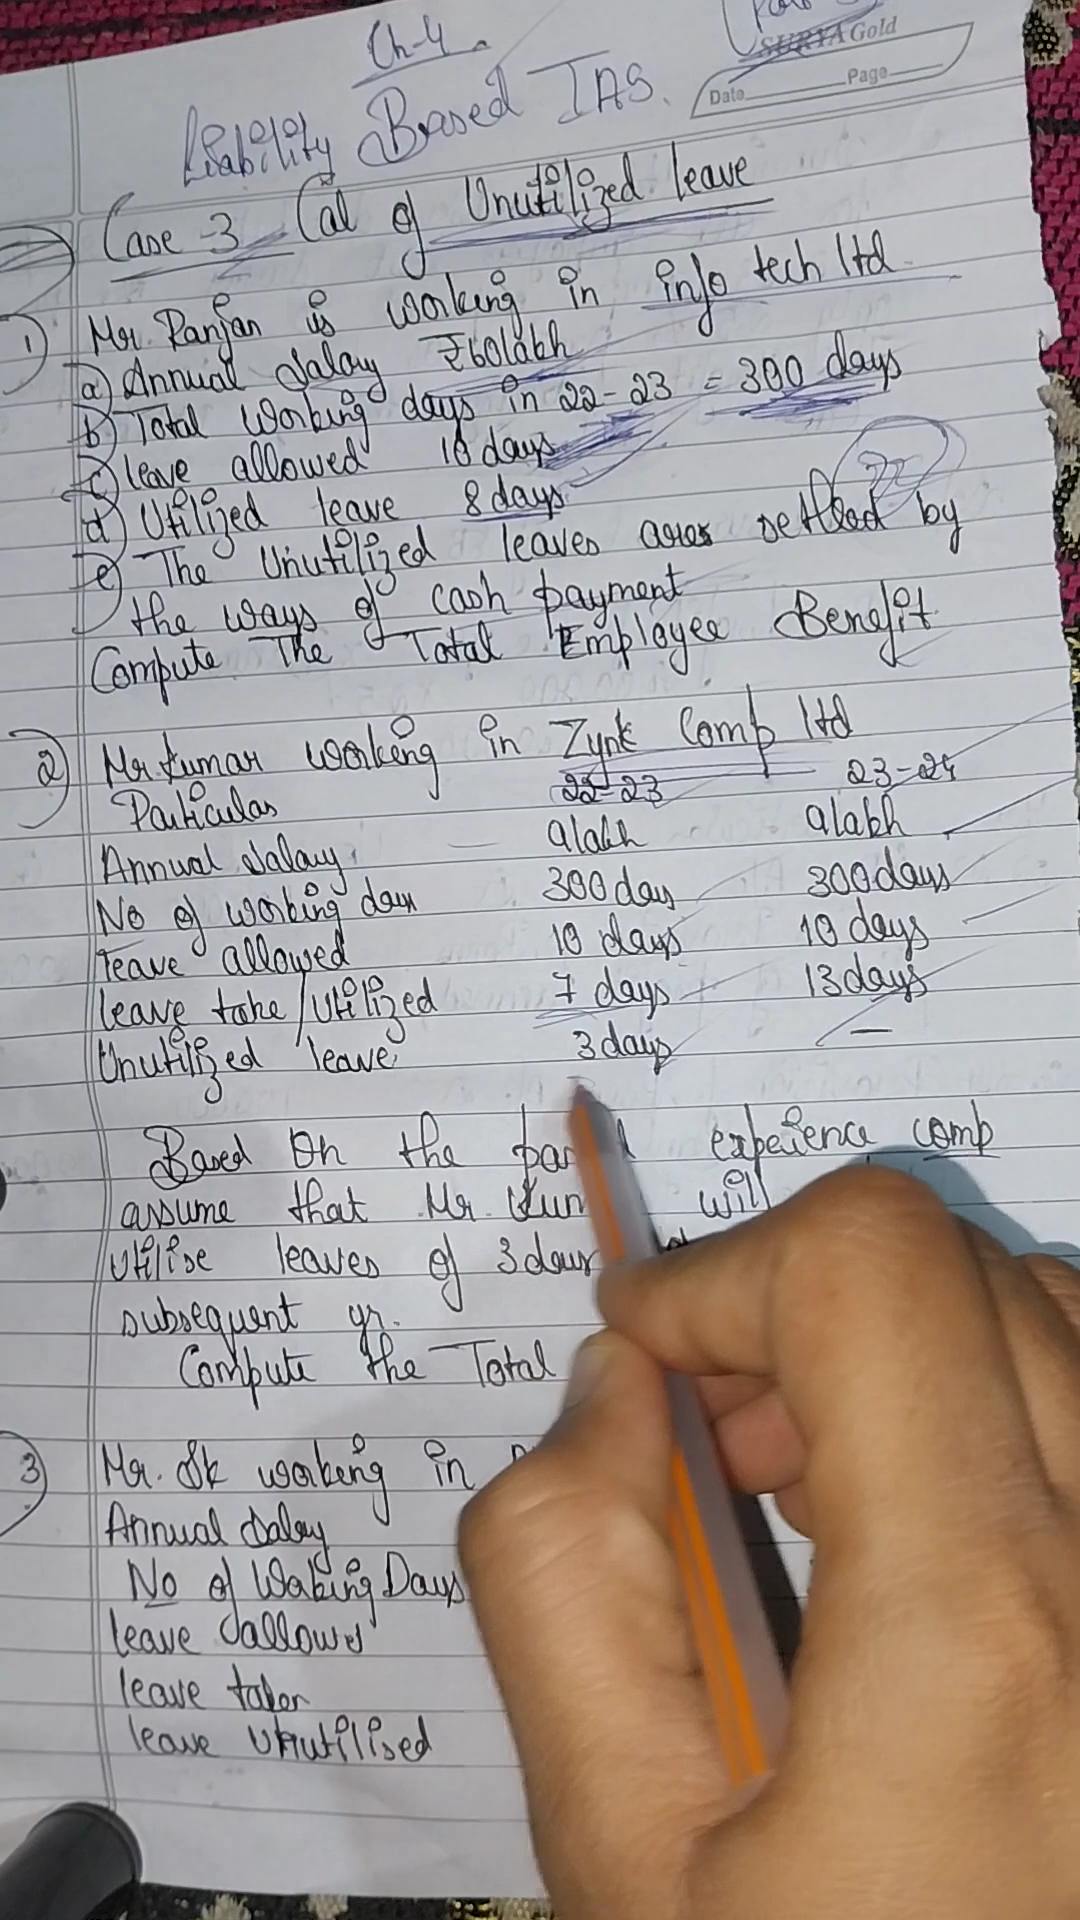 Ch-4
SURYA Gold
Date Page
Liability Based IAS.
Case -3 Cal of Unutilized leave
1) Mr. Ranjan is working in info tech ltd
a) Annual Salary ₹60lakh
b) Total working days in 22-23 = 300 days
c) leave allowed 10 days
d) Utilized leave 8 days
e) The Unutilized leaves are settled by
the ways of cash payment
Compute The Total Employee Benefit
2) Mr. Kumar working in Zynk Comp ltd
Particulas 22-23 23-24
Annual Salary
No of working days 300 day 300 days
leave allowed 10 days 10 days
leave take/Utilized 7 days 13 days
Unutilized leave 3 days —
Based On the expeience comp
assume that Mr. will
Utilise leaves of 3 days
subsequent yr.
Compute the Total
3) Mr. Sk working in
Annual Salary
No of Working Days
leave allowed
leave taken
leave Unutilised